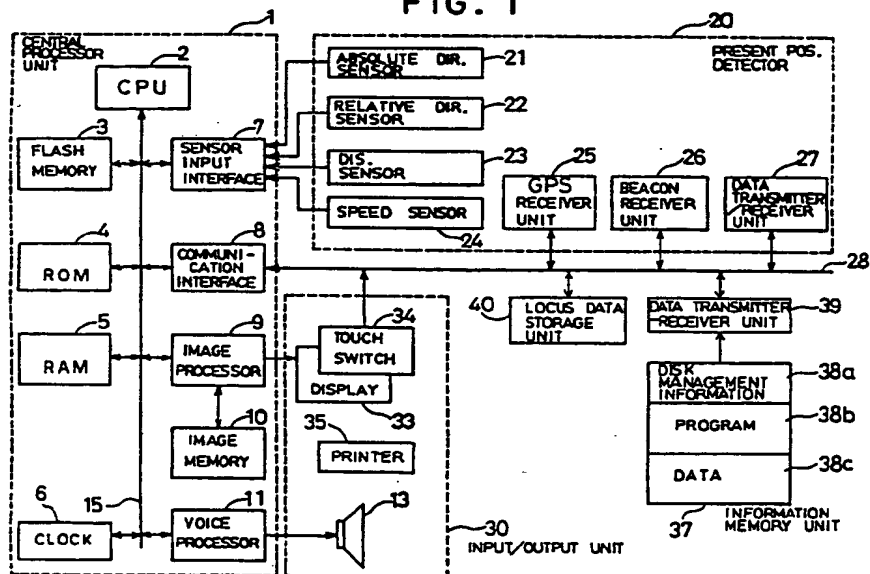 FIG. 1
1
CENTRAL
PROCESSOR
UNIT
2
CPU
3
FLASH
MEMORY
7
SENSOR
INPUT
INTERFACE
4
ROM
8
COMMUNI-
CATION
INTERFACE
5
RAM
9
IMAGE
PROCESSOR
10
IMAGE
MEMORY
6
CLOCK
15
11
VOICE
PROCESSOR
20
PRESENT POS.
DETECTOR
ABSOLUTE DIR.
SENSOR
21
RELATIVE DIR.
SENSOR
22
DIS.
SENSOR
23
SPEED SENSOR
24
25
GPS
RECEIVER
UNIT
26
BEACON
RECEIVER
UNIT
27
DATA
TRANSMITTER
-RECEIVER
UNIT
28
34
TOUCH
SWITCH
DISPLAY
33
35
PRINTER
13
30
INPUT/OUTPUT UNIT
40
LOCUS DATA
STORAGE
UNIT
DATA TRANSMITTER
-RECEIVER UNIT
39
DISK
MANAGEMENT
INFORMATION
38a
PROGRAM
38b
DATA
38c
37
INFORMATION
MEMORY UNIT